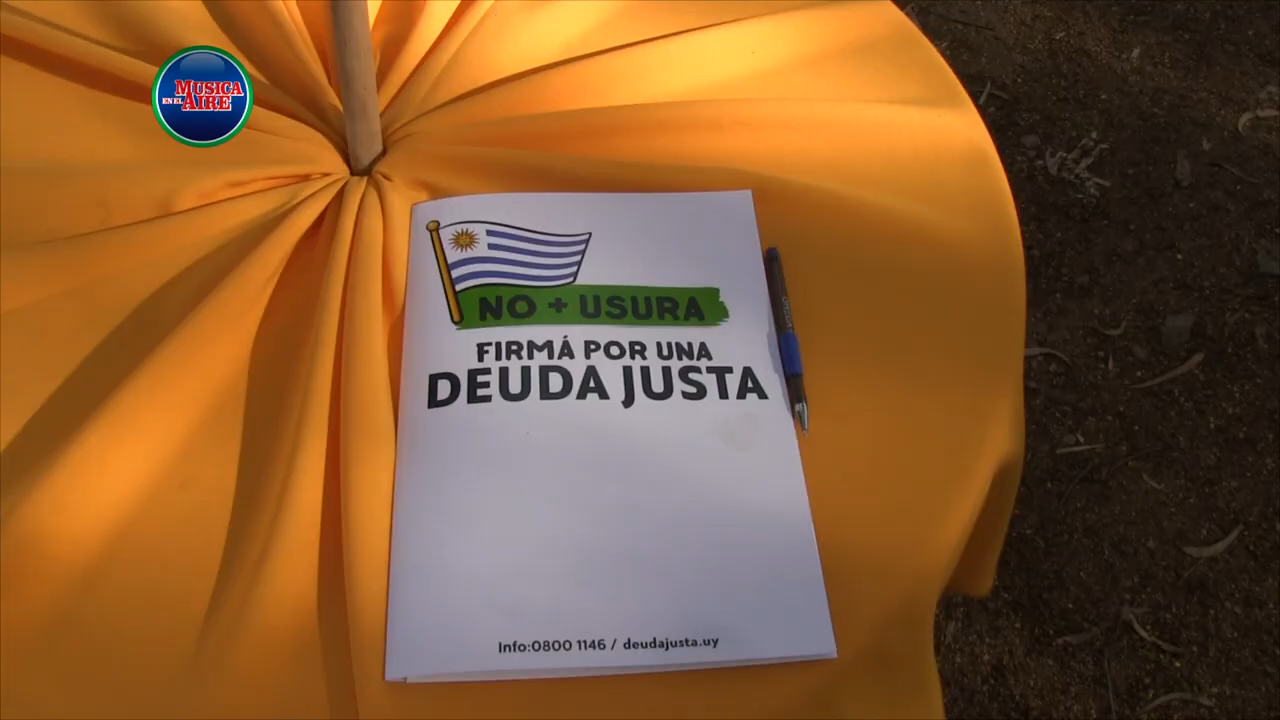 MUSICA
EN EL AIRE
NO + USURA
FIRMÁ POR UNA
DEUDA JUSTA
Info:0800 1146 / deudajusta.uy